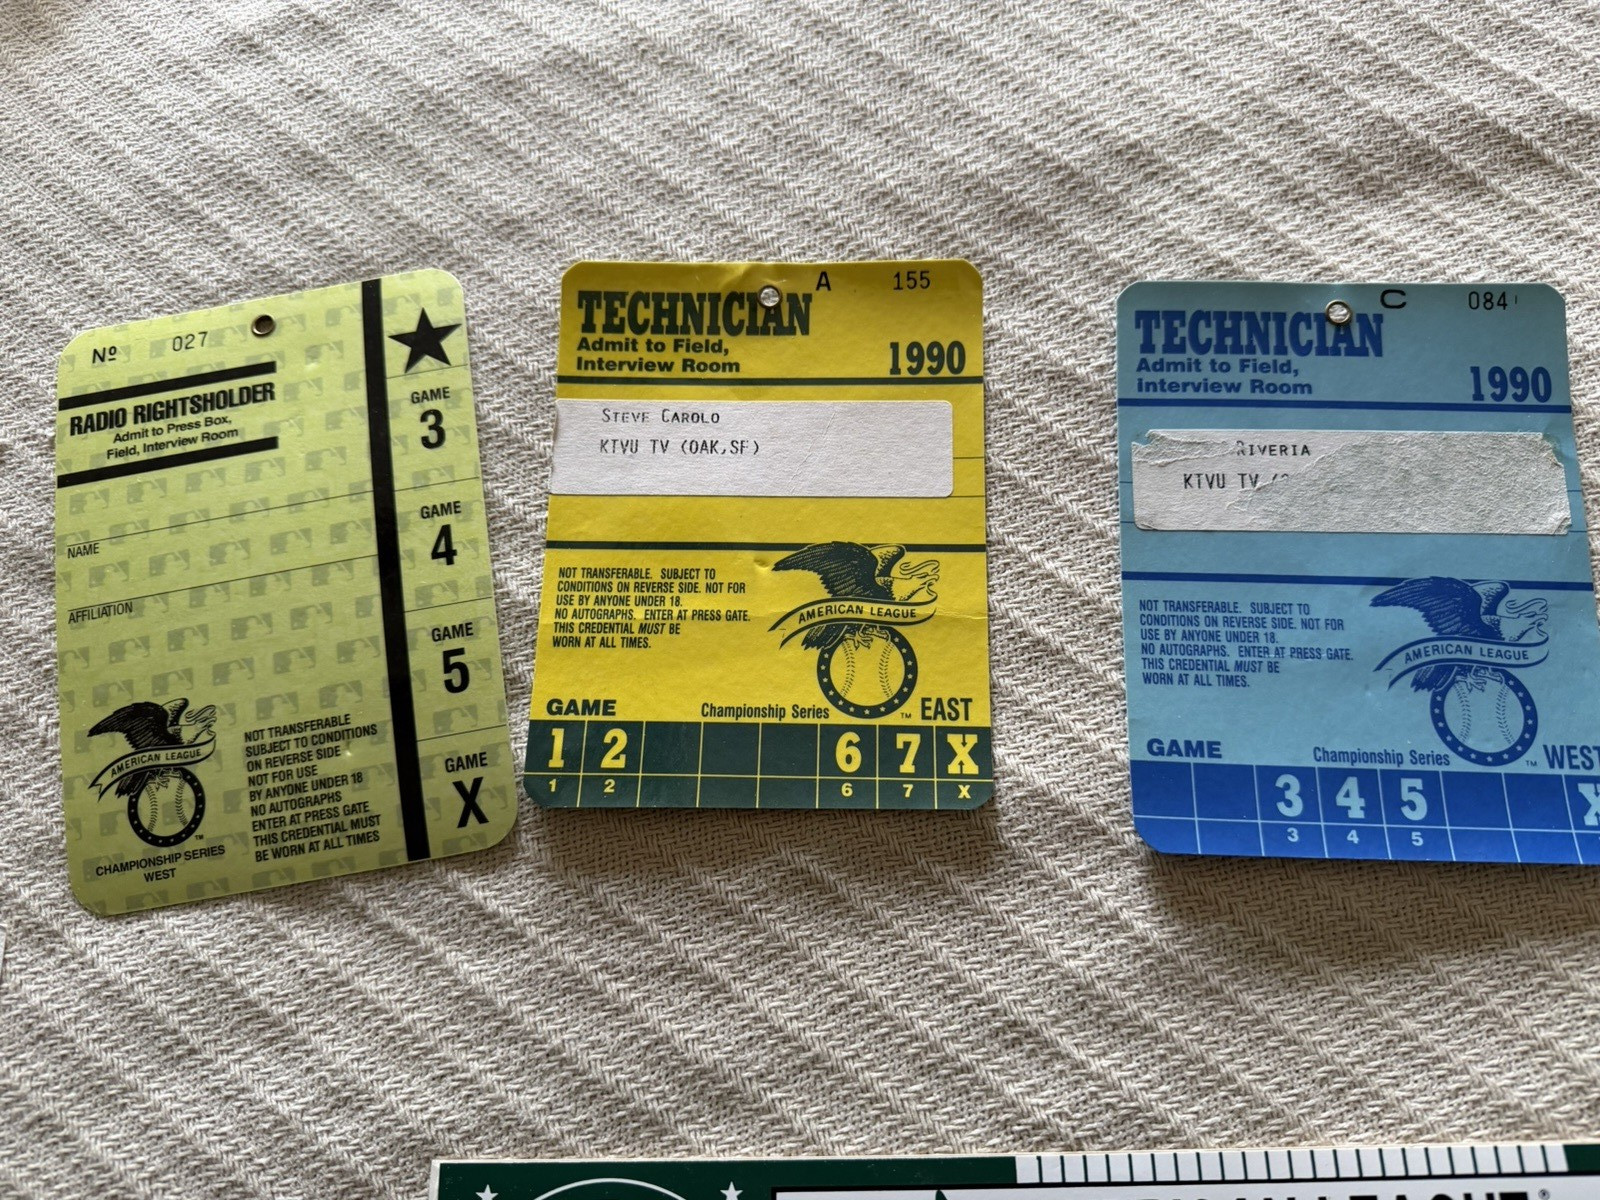 Nº 027
RADIO RIGHTSHOLDER
Admit to Press Box,
Field, Interview Room
NAME
AFFILIATION
AMERICAN LEAGUE
TM
CHAMPIONSHIP SERIES
WEST
NOT TRANSFERABLE
SUBJECT TO CONDITIONS
ON REVERSE SIDE
NOT FOR USE
BY ANYONE UNDER 18
NO AUTOGRAPHS
ENTER AT PRESS GATE
THIS CREDENTIAL MUST
BE WORN AT ALL TIMES
GAME
3
GAME
4
GAME
5
GAME
X
A 155
TECHNICIAN
Admit to Field,
Interview Room
1990
STEVE CAROLO
KTVU TV (OAK,SF)
NOT TRANSFERABLE. SUBJECT TO
CONDITIONS ON REVERSE SIDE. NOT FOR
USE BY ANYONE UNDER 18.
NO AUTOGRAPHS. ENTER AT PRESS GATE.
THIS CREDENTIAL MUST BE
WORN AT ALL TIMES.
AMERICAN LEAGUE
TM
GAME Championship Series EAST
1 2 6 7 X
1 2 6 7 X
C 084
TECHNICIAN
Admit to Field,
Interview Room
1990
RIVERIA
KTVU TV
NOT TRANSFERABLE. SUBJECT TO
CONDITIONS ON REVERSE SIDE. NOT FOR
USE BY ANYONE UNDER 18.
NO AUTOGRAPHS. ENTER AT PRESS GATE.
THIS CREDENTIAL MUST BE
WORN AT ALL TIMES.
AMERICAN LEAGUE
TM
GAME Championship Series WEST
3 4 5 X
3 4 5